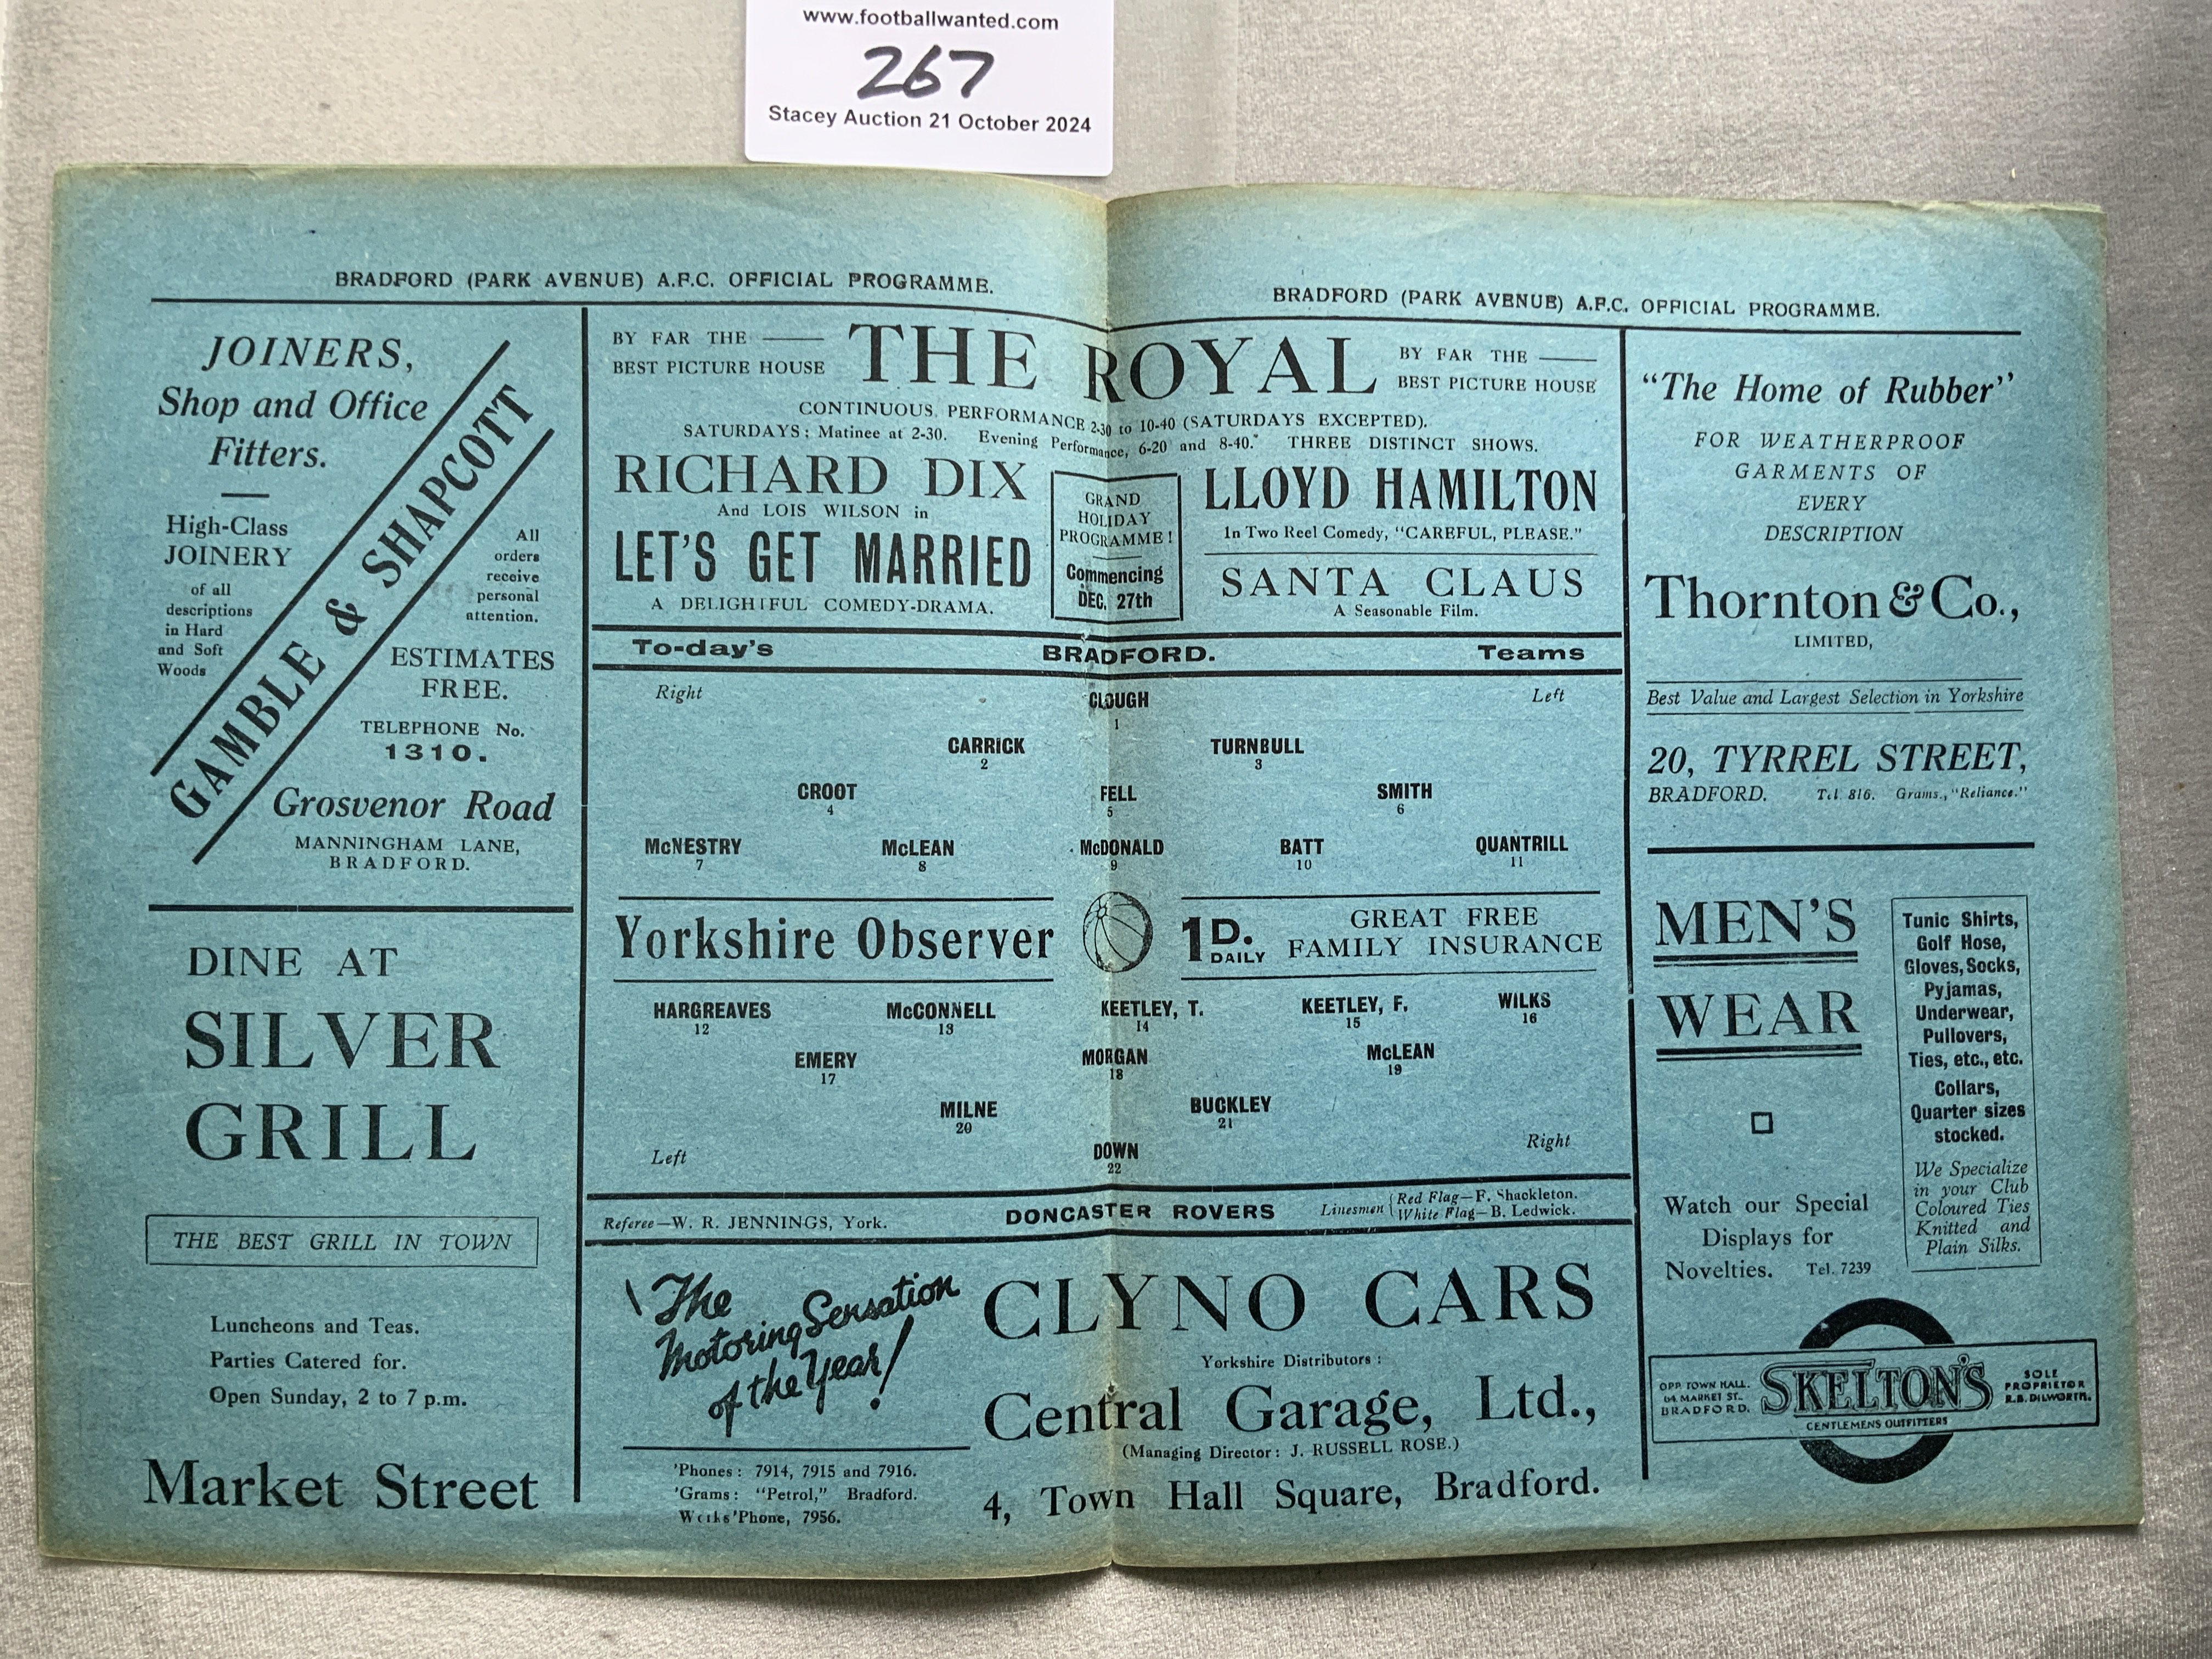 www.footballwanted.com
267
Stacey Auction 21 October 2024
BRADFORD (PARK AVENUE) A.F.C. OFFICIAL PROGRAMME.
JOINERS,
Shop and Office
Fitters.
High-Class
JOINERY
of all
descriptions
in Hard
and Soft
Woods
GAMBLE & SHAPCOTT
All
orders
receive
personal
attention.
ESTIMATES
FREE.
TELEPHONE No.
1310.
Grosvenor Road
MANNINGHAM LANE,
BRADFORD.
DINE AT
SILVER
GRILL
THE BEST GRILL IN TOWN
Luncheons and Teas.
Parties Catered for.
Open Sunday, 2 to 7 p.m.
Market Street
BRADFORD (PARK AVENUE) A.F.C. OFFICIAL PROGRAMME.
BY FAR THE
BEST PICTURE HOUSE
THE ROYAL
BY FAR THE
BEST PICTURE HOUSE
CONTINUOUS PERFORMANCE 2-30 to 10-40 (SATURDAYS EXCEPTED).
SATURDAYS: Matinee at 2-30. Evening Performance, 6-20 and 8-40. THREE DISTINCT SHOWS.
RICHARD DIX
And LOIS WILSON in
LET'S GET MARRIED
A DELIGHTFUL COMEDY-DRAMA.
GRAND
HOLIDAY
PROGRAMME!
Commencing
DEC. 27th
LLOYD HAMILTON
In Two Reel Comedy, "CAREFUL, PLEASE."
SANTA CLAUS
A Seasonable Film.
To-day's BRADFORD. Teams
Right Left
CLOUGH
1
CARRICK TURNBULL
2 3
CROOT FELL SMITH
4 5 6
McNESTRY McLEAN McDONALD BATT QUANTRILL
7 8 9 10 11
Yorkshire Observer
1D.
DAILY
GREAT FREE
FAMILY INSURANCE
HARGREAVES McCONNELL KEETLEY, T. KEETLEY, F. WILKS
12 13 14 15 16
EMERY MORGAN McLEAN
17 18 19
MILNE BUCKLEY
20 21
Left Right
DOWN
22
Referee—W. R. JENNINGS, York.
DONCASTER ROVERS
Linesmen
Red Flag—F. Shackleton.
White Flag—B. Ledwick.
The
Motoring Sensation
of the Year!
'Phones: 7914, 7915 and 7916.
'Grams: "Petrol," Bradford.
Works 'Phone, 7956.
CLYNO CARS
Yorkshire Distributors:
Central Garage, Ltd.,
(Managing Director: J. RUSSELL ROSE.)
4, Town Hall Square, Bradford.
"The Home of Rubber"
FOR WEATHERPROOF
GARMENTS OF
EVERY
DESCRIPTION
Thornton & Co.,
LIMITED,
Best Value and Largest Selection in Yorkshire
20, TYRREL STREET,
BRADFORD. Tel. 816. Grams., "Reliance."
MEN'S
WEAR
Tunic Shirts,
Golf Hose,
Gloves, Socks,
Pyjamas,
Underwear,
Pullovers,
Ties, etc., etc.
Collars,
Quarter sizes
stocked.
We Specialize
in your Club
Coloured Ties
Knitted and
Plain Silks.
Watch our Special
Displays for
Novelties. Tel. 7239
OPP. TOWN HALL.
64 MARKET ST.
BRADFORD.
SKELTON'S
GENTLEMENS OUTFITTERS
SOLE
PROPRIETOR
R.B. DILWORTH.